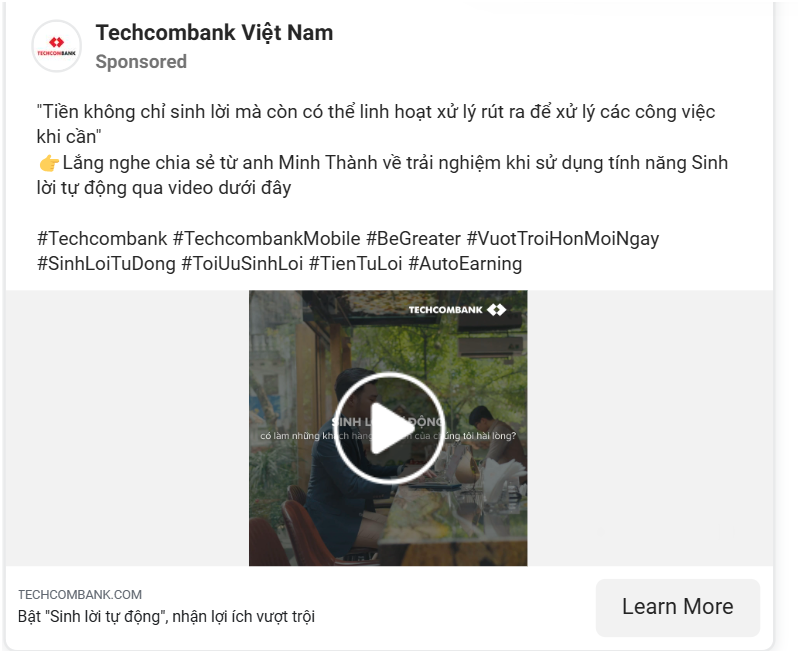 Techcombank Việt Nam
TECHCOMBANK
Sponsored
"Tiền không chỉ sinh lời mà còn có thể linh hoạt xử lý rút ra để xử lý các công việc
khi cần"
👉Lắng nghe chia sẻ từ anh Minh Thành về trải nghiệm khi sử dụng tính năng Sinh
lời tự động qua video dưới đây
#Techcombank #TechcombankMobile #BeGreater #VuotTroiHonMoiNgay
#SinhLoiTuDong #ToiUuSinhLoi #TienTuLoi #AutoEarning
TECHCOMBANK
SINH ĐỘNG
có làm những khách hàng của chúng tôi hài lòng?
TECHCOMBANK.COM
Bật "Sinh lời tự động", nhận lợi ích vượt trội
Learn More